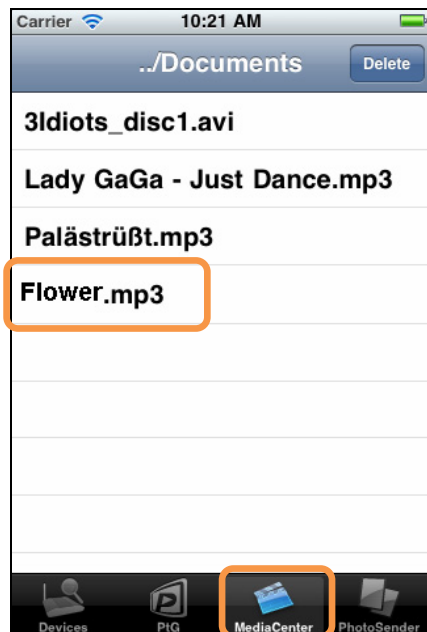 Carrier 10:21 AM
../Documents Delete
3Idiots_disc1.avi
Lady GaGa - Just Dance.mp3
Palästrüßt.mp3
Flower.mp3
Devices PtG MediaCenter PhotoSender